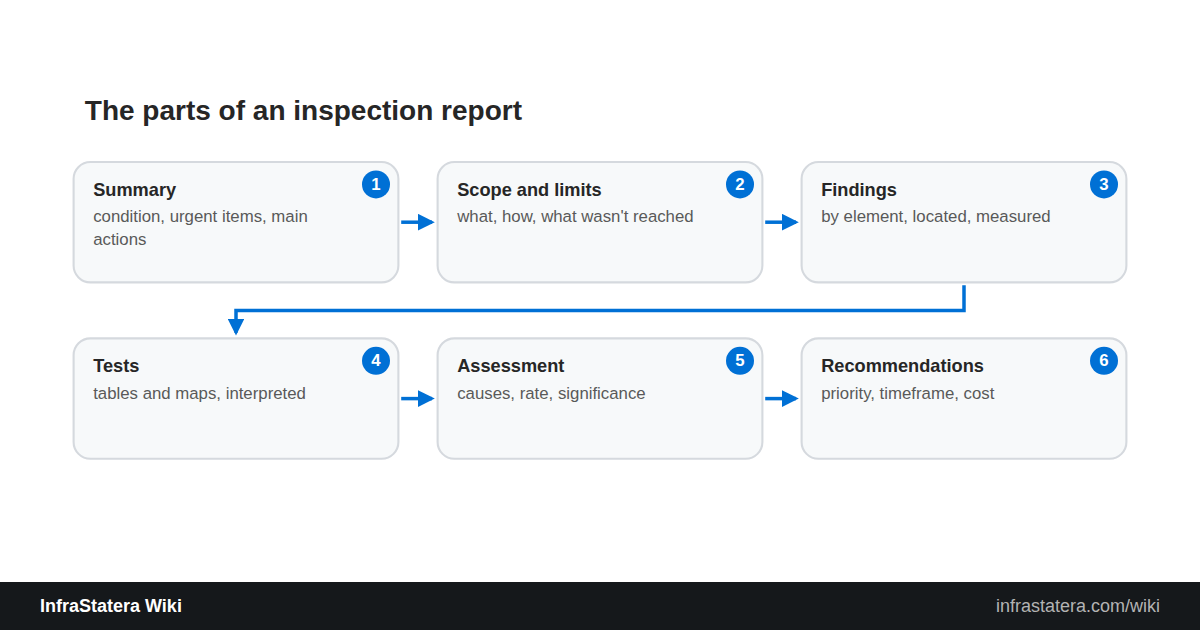 The parts of an inspection report
Summary
1
condition, urgent items, main
actions
Scope and limits
2
what, how, what wasn't reached
Findings
3
by element, located, measured
Tests
4
tables and maps, interpreted
Assessment
5
causes, rate, significance
Recommendations
6
priority, timeframe, cost
InfraStatera Wiki
infrastatera.com/wiki